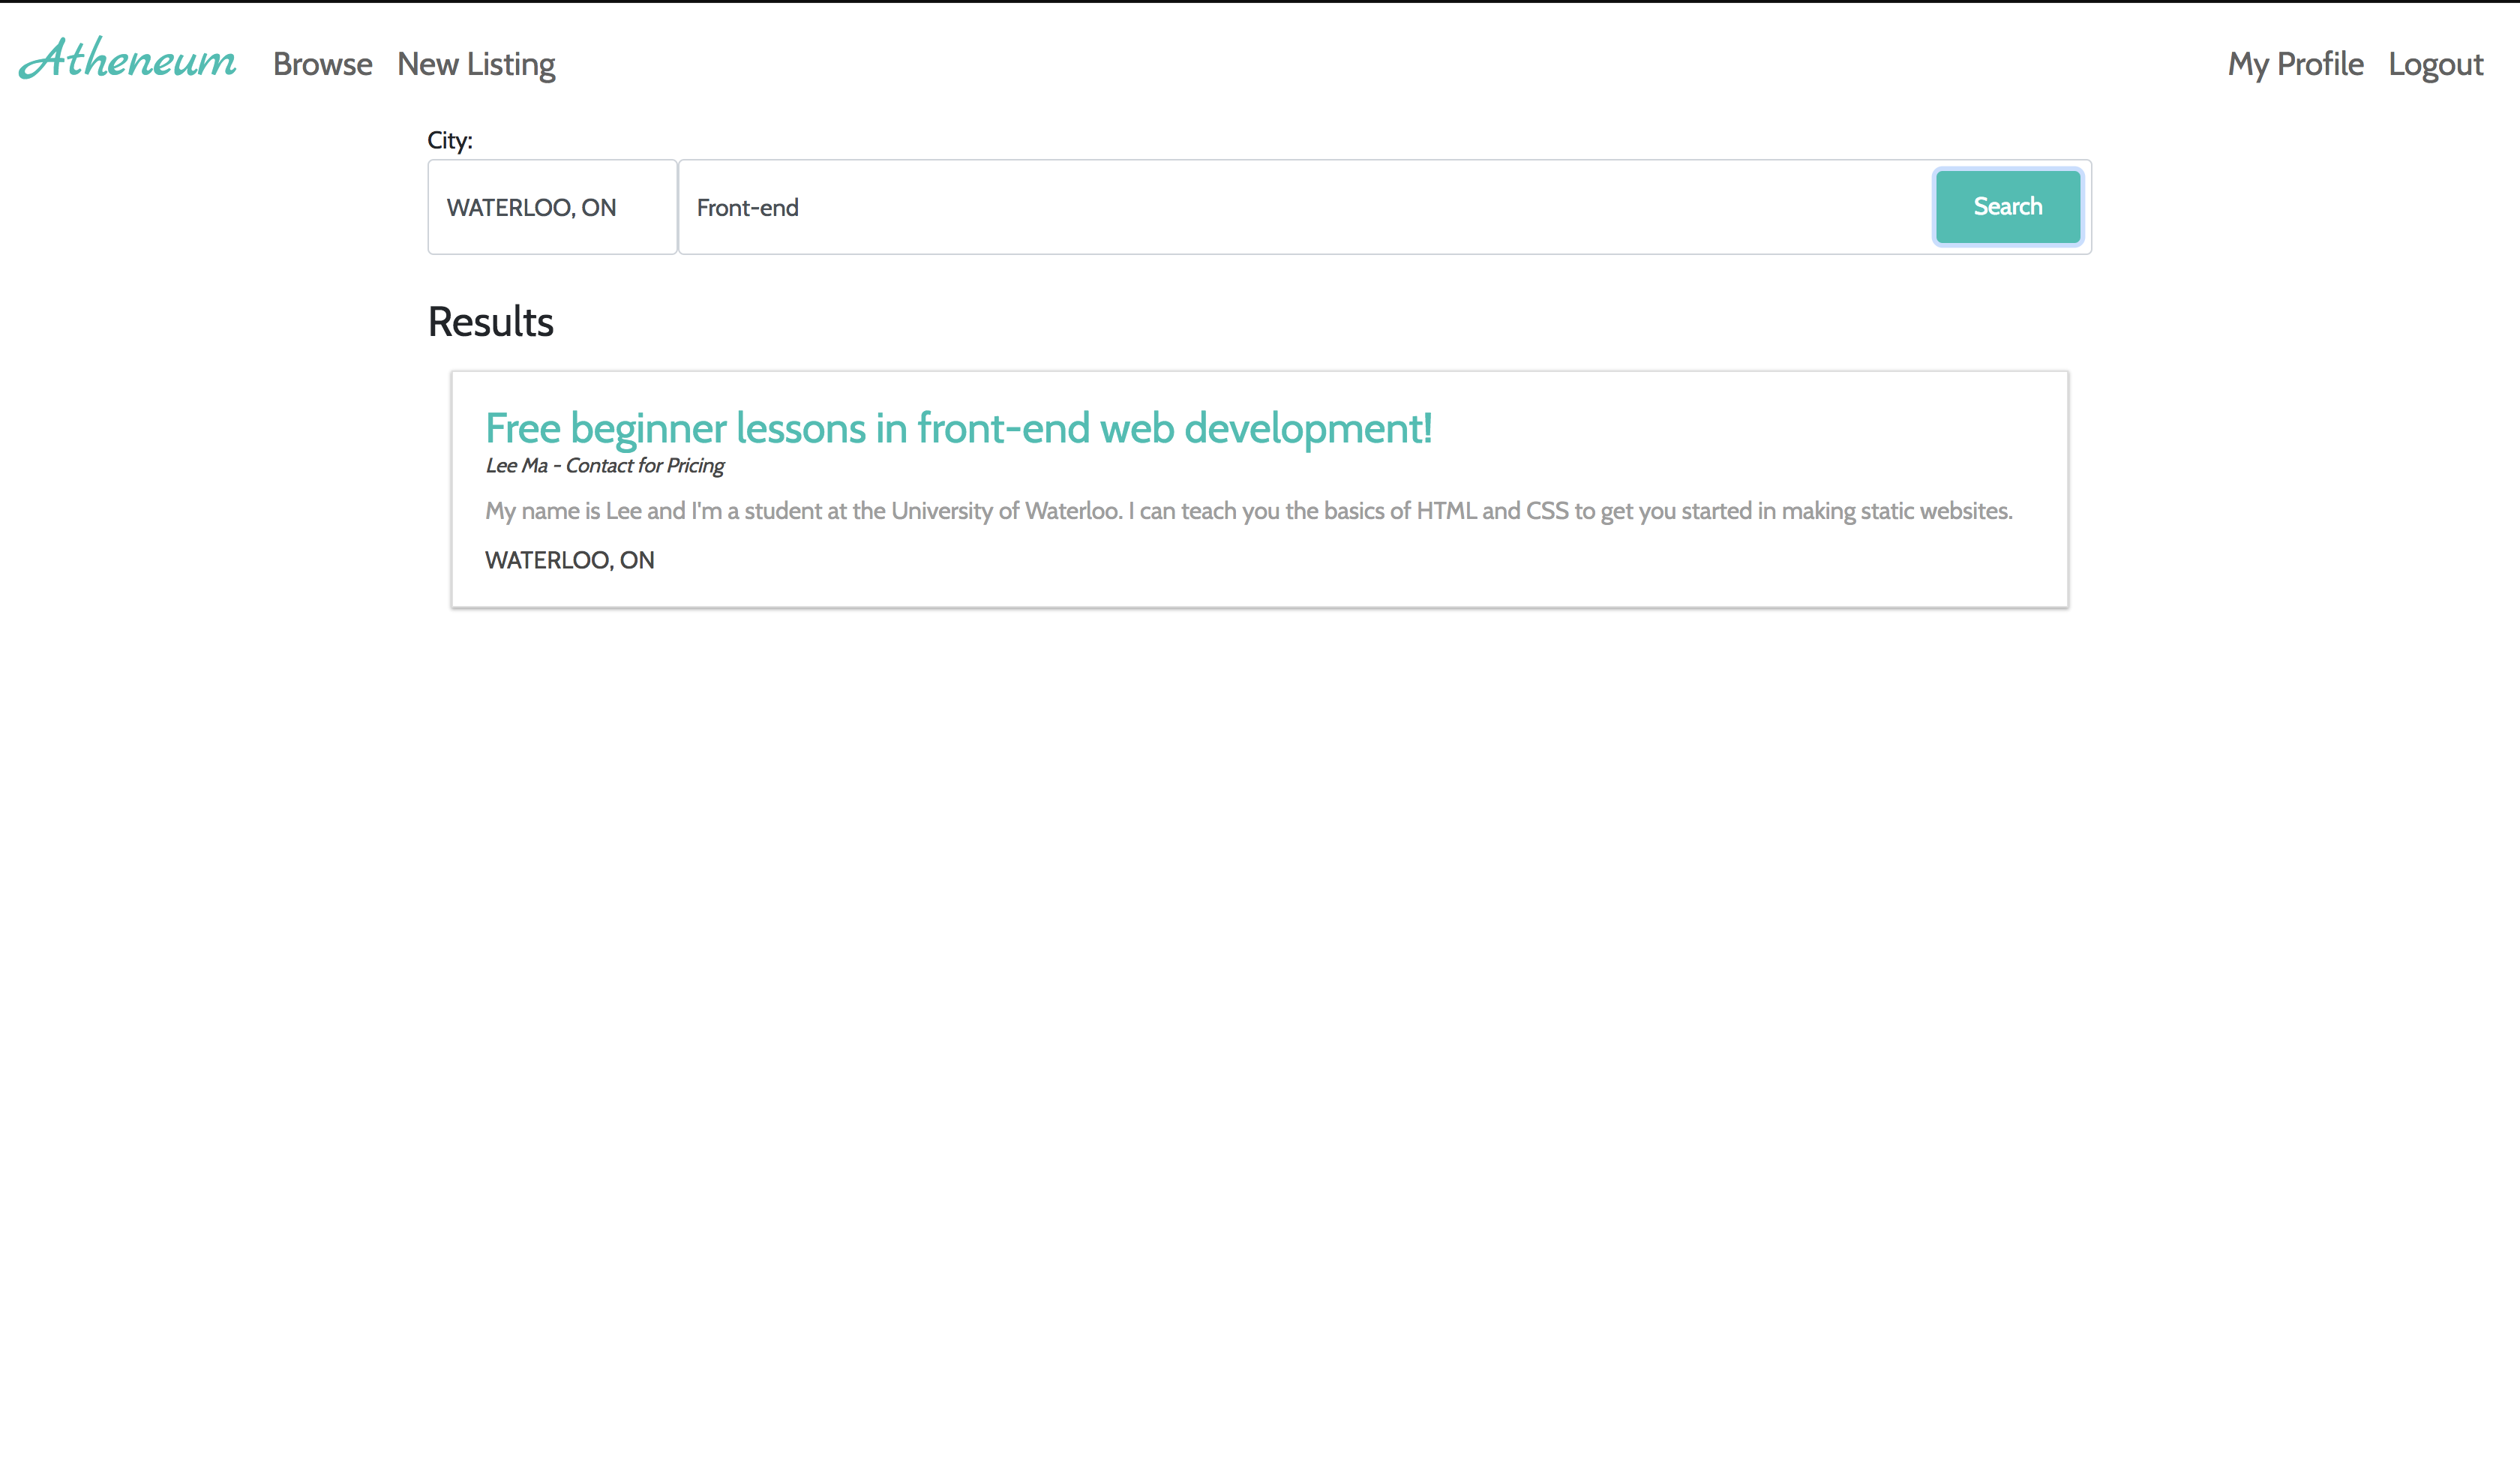 Atheneum Browse New Listing My Profile Logout
City:
WATERLOO, ON Front-end Search
Results
Free beginner lessons in front-end web development!
Lee Ma - Contact for Pricing
My name is Lee and I'm a student at the University of Waterloo. I can teach you the basics of HTML and CSS to get you started in making static websites.
WATERLOO, ON